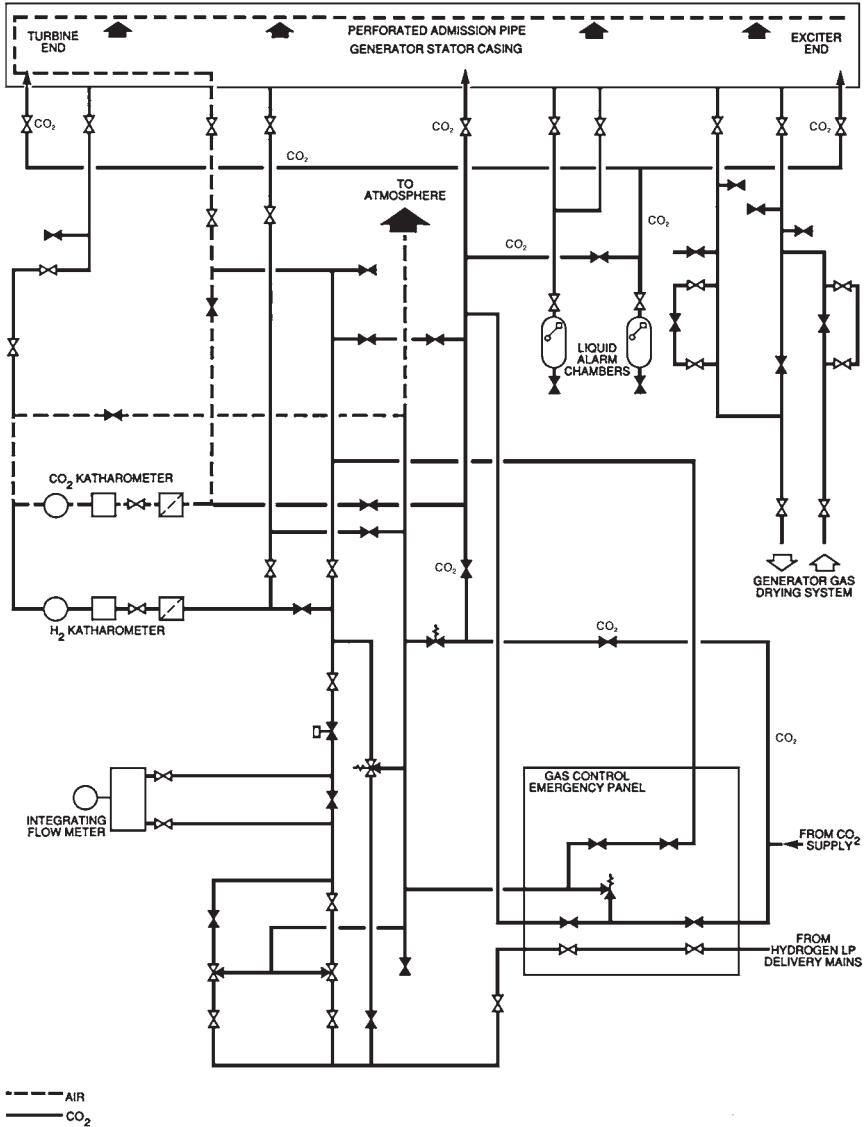 PERFORATED ADMISSION PIPE
GENERATOR STATOR CASING
TURBINE
END
EXCITER
END
CO2
CO2
CO2
CO2
TO
ATMOSPHERE
CO2
CO2
LIQUID
ALARM
CHAMBERS
CO2 KATHAROMETER
CO2
GENERATOR GAS
DRYING SYSTEM
H2 KATHAROMETER
CO2
CO2
GAS CONTROL
EMERGENCY PANEL
INTEGRATING
FLOW METER
FROM CO2
SUPPLY
FROM
HYDROGEN LP
DELIVERY MAINS
AIR
CO2